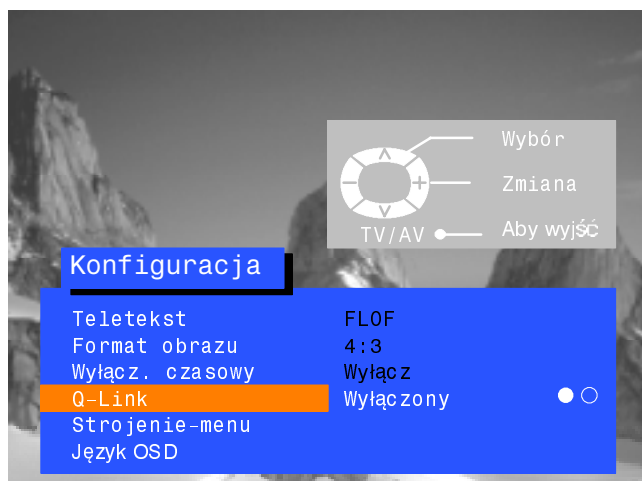 Wybór
Zmiana
TV/AV Aby wyjść
Konfiguracja
Teletekst FLOF
Format obrazu 4:3
Wyłącz. czasowy Wyłącz
Q-Link Wyłączony
Strojenie-menu
Język OSD